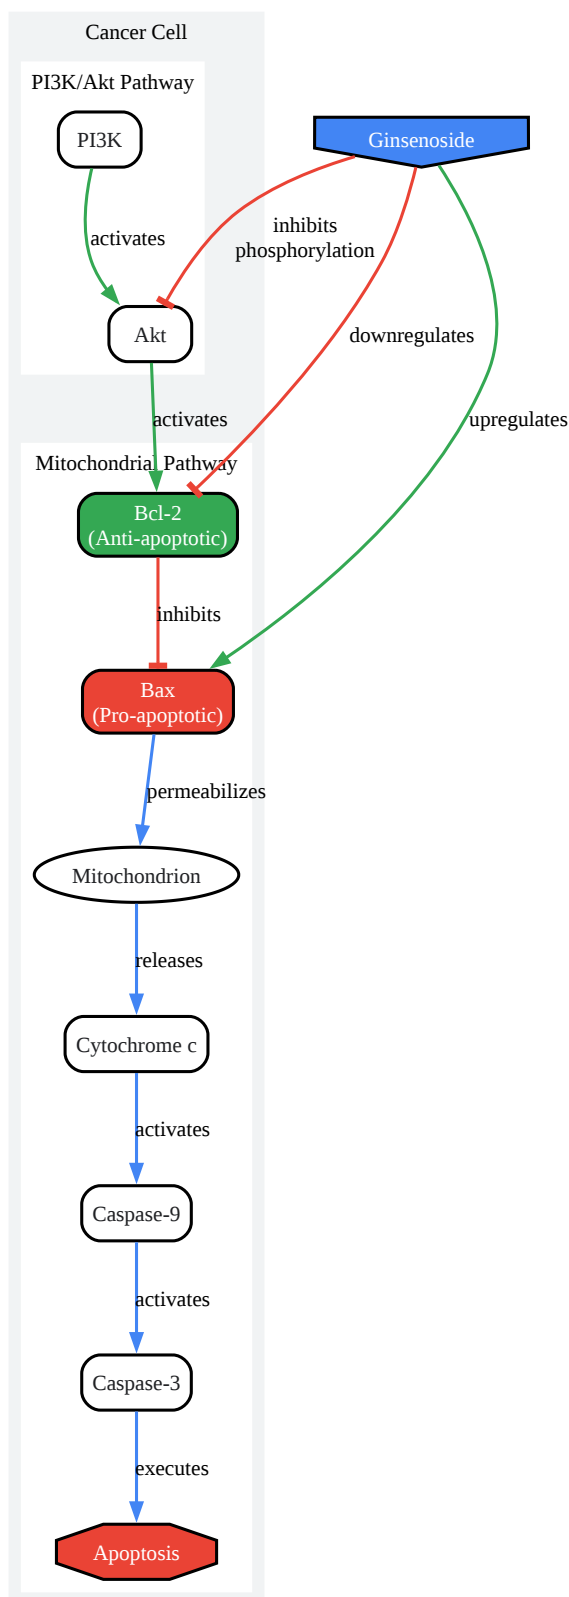 Cancer Cell
PI3K/Akt Pathway
PI3K
Ginsenoside
activates
inhibits
phosphorylation
Akt
downregulates
activates
upregulates
Mitochondrial Pathway
Bcl-2
(Anti-apoptotic)
inhibits
Bax
(Pro-apoptotic)
permeabilizes
Mitochondrion
releases
Cytochrome c
activates
Caspase-9
activates
Caspase-3
executes
Apoptosis